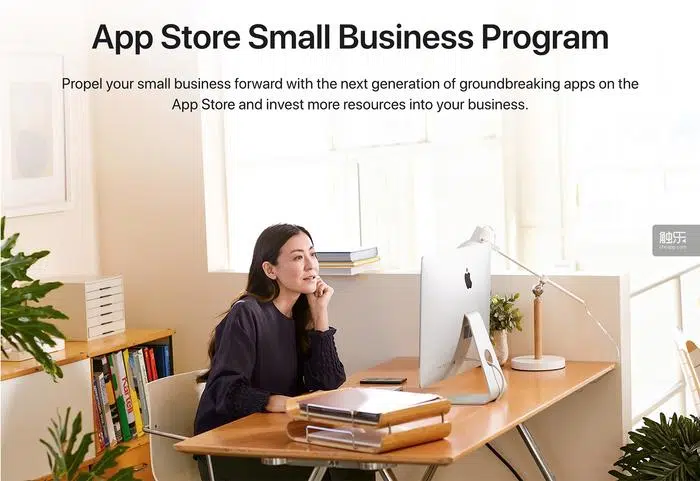 App Store Small Business Program
Propel your small business forward with the next generation of groundbreaking apps on the
App Store and invest more resources into your business.
触乐
chuapp.com